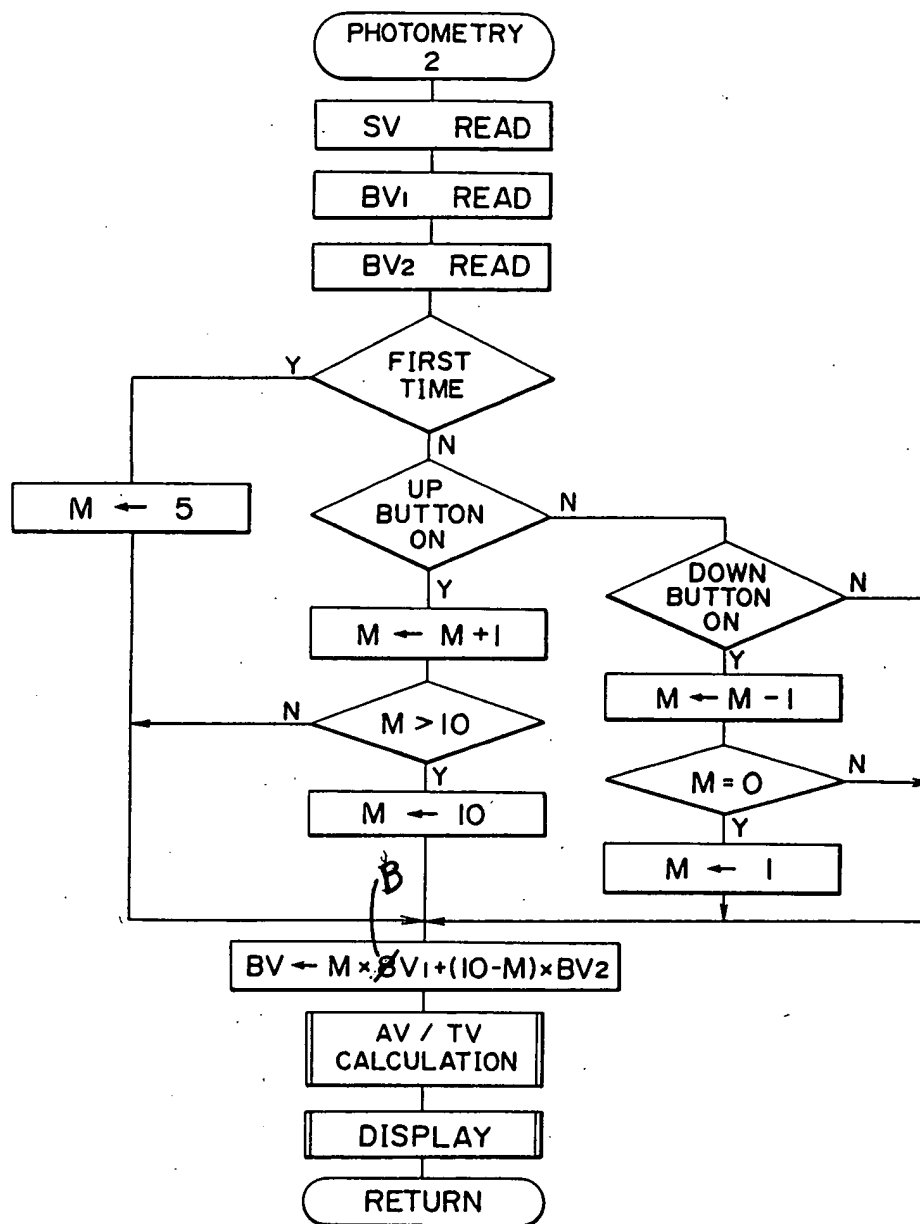 PHOTOMETRY
2
SV READ
BV1 READ
BV2 READ
FIRST
TIME
Y
N
M ← 5
UP
BUTTON
ON
N
Y
DOWN
BUTTON
ON
N
Y
M ← M+1
M ← M-1
M > 10
N
Y
M = 0
N
Y
M ← 10
M ← 1
B
BV ← M × 8V1+(10-M) × BV2
AV / TV
CALCULATION
DISPLAY
RETURN